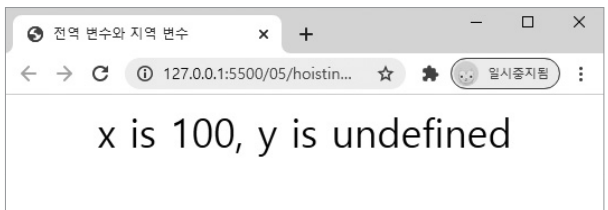 전역 변수와 지역 변수
127.0.0.1:5500/05/hoistin...
일시중지됨
x is 100, y is undefined